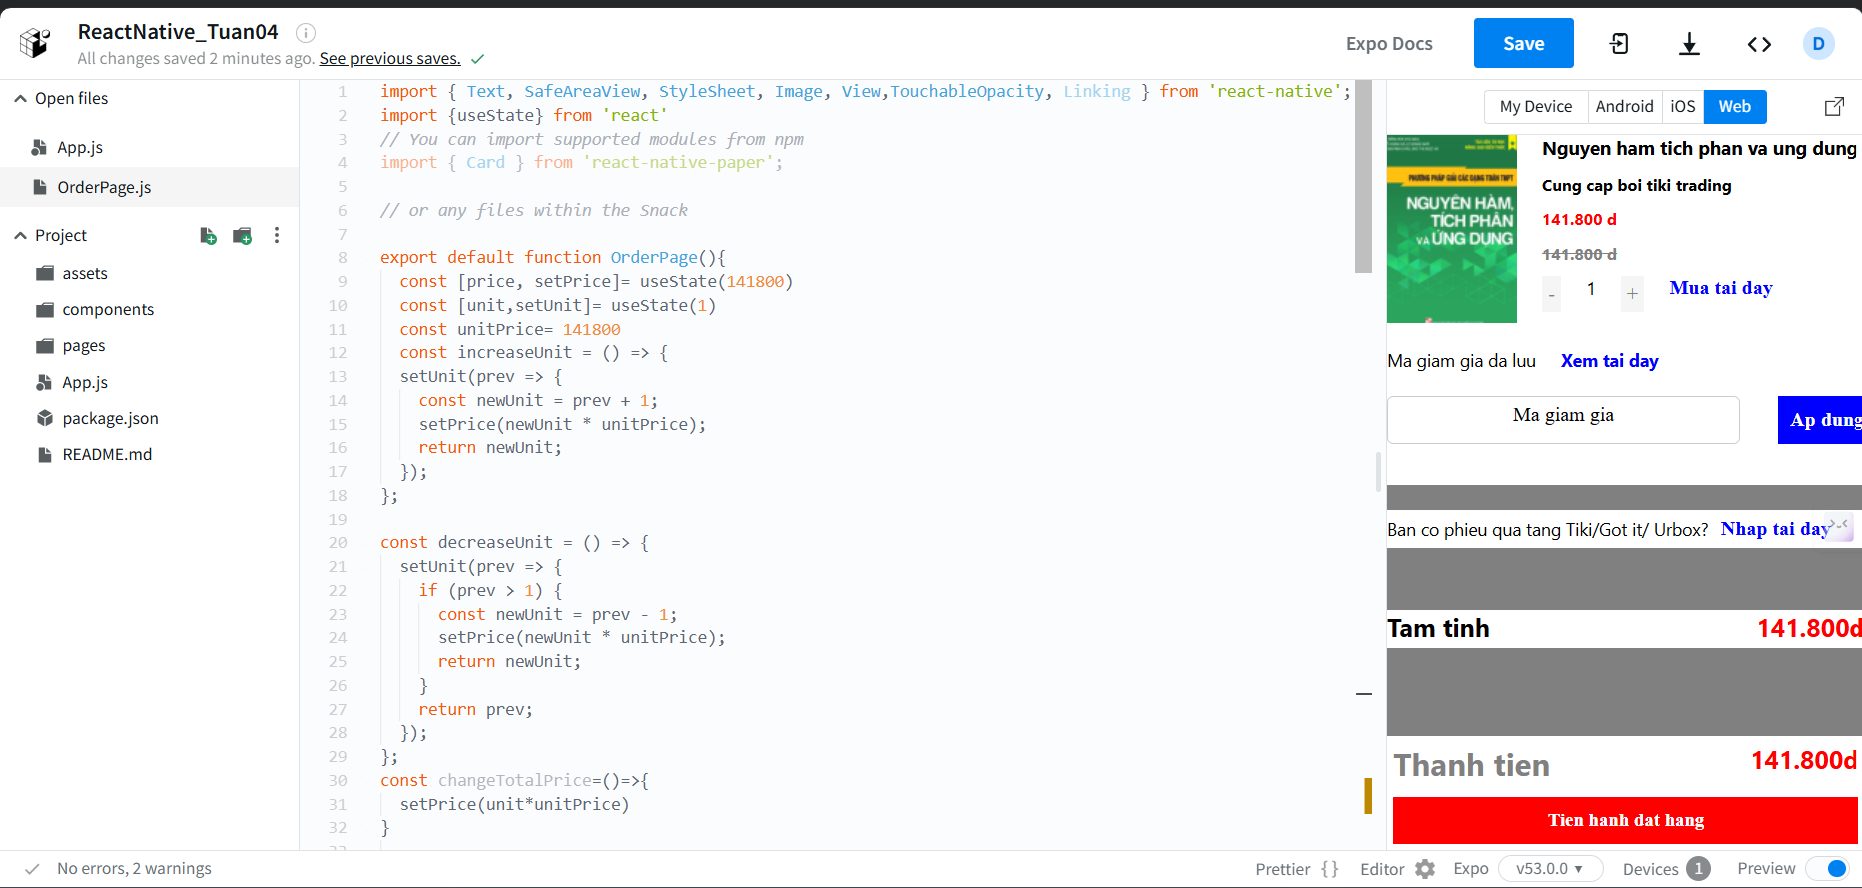 ReactNative_Tuan04
All changes saved 2 minutes ago. See previous saves.
Expo Docs
Save
D
Open files
App.js
OrderPage.js
Project
assets
components
pages
App.js
package.json
README.md
1 import { Text, SafeAreaView, StyleSheet, Image, View,TouchableOpacity, Linking } from 'react-native';
2 import {useState} from 'react'
3 // You can import supported modules from npm
4 import { Card } from 'react-native-paper';
5
6 // or any files within the Snack
7
8 export default function OrderPage(){
9 const [price, setPrice]= useState(141800)
10 const [unit,setUnit]= useState(1)
11 const unitPrice= 141800
12 const increaseUnit = () => {
13 setUnit(prev => {
14 const newUnit = prev + 1;
15 setPrice(newUnit * unitPrice);
16 return newUnit;
17 });
18 };
19
20 const decreaseUnit = () => {
21 setUnit(prev => {
22 if (prev > 1) {
23 const newUnit = prev - 1;
24 setPrice(newUnit * unitPrice);
25 return newUnit;
26 }
27 return prev;
28 });
29 };
30 const changeTotalPrice=()=>{
31 setPrice(unit*unitPrice)
32 }
My Device Android iOS Web
PHƯƠNG PHÁP GIẢI CÁC DẠNG TOÁN THPT
NGUYÊN HÀM,
TÍCH PHÂN
VÀ ỨNG DỤNG
Nguyen ham tich phan va ung dung
Cung cap boi tiki trading
141.800 d
141.800 d
- 1 + Mua tai day
Ma giam gia da luu Xem tai day
Ma giam gia
Ap dung
Ban co phieu qua tang Tiki/Got it/ Urbox? Nhap tai day
Tam tinh 141.800d
Thanh tien 141.800d
Tien hanh dat hang
No errors, 2 warnings
Prettier {} Editor Expo v53.0.0 ▾ Devices 1 Preview